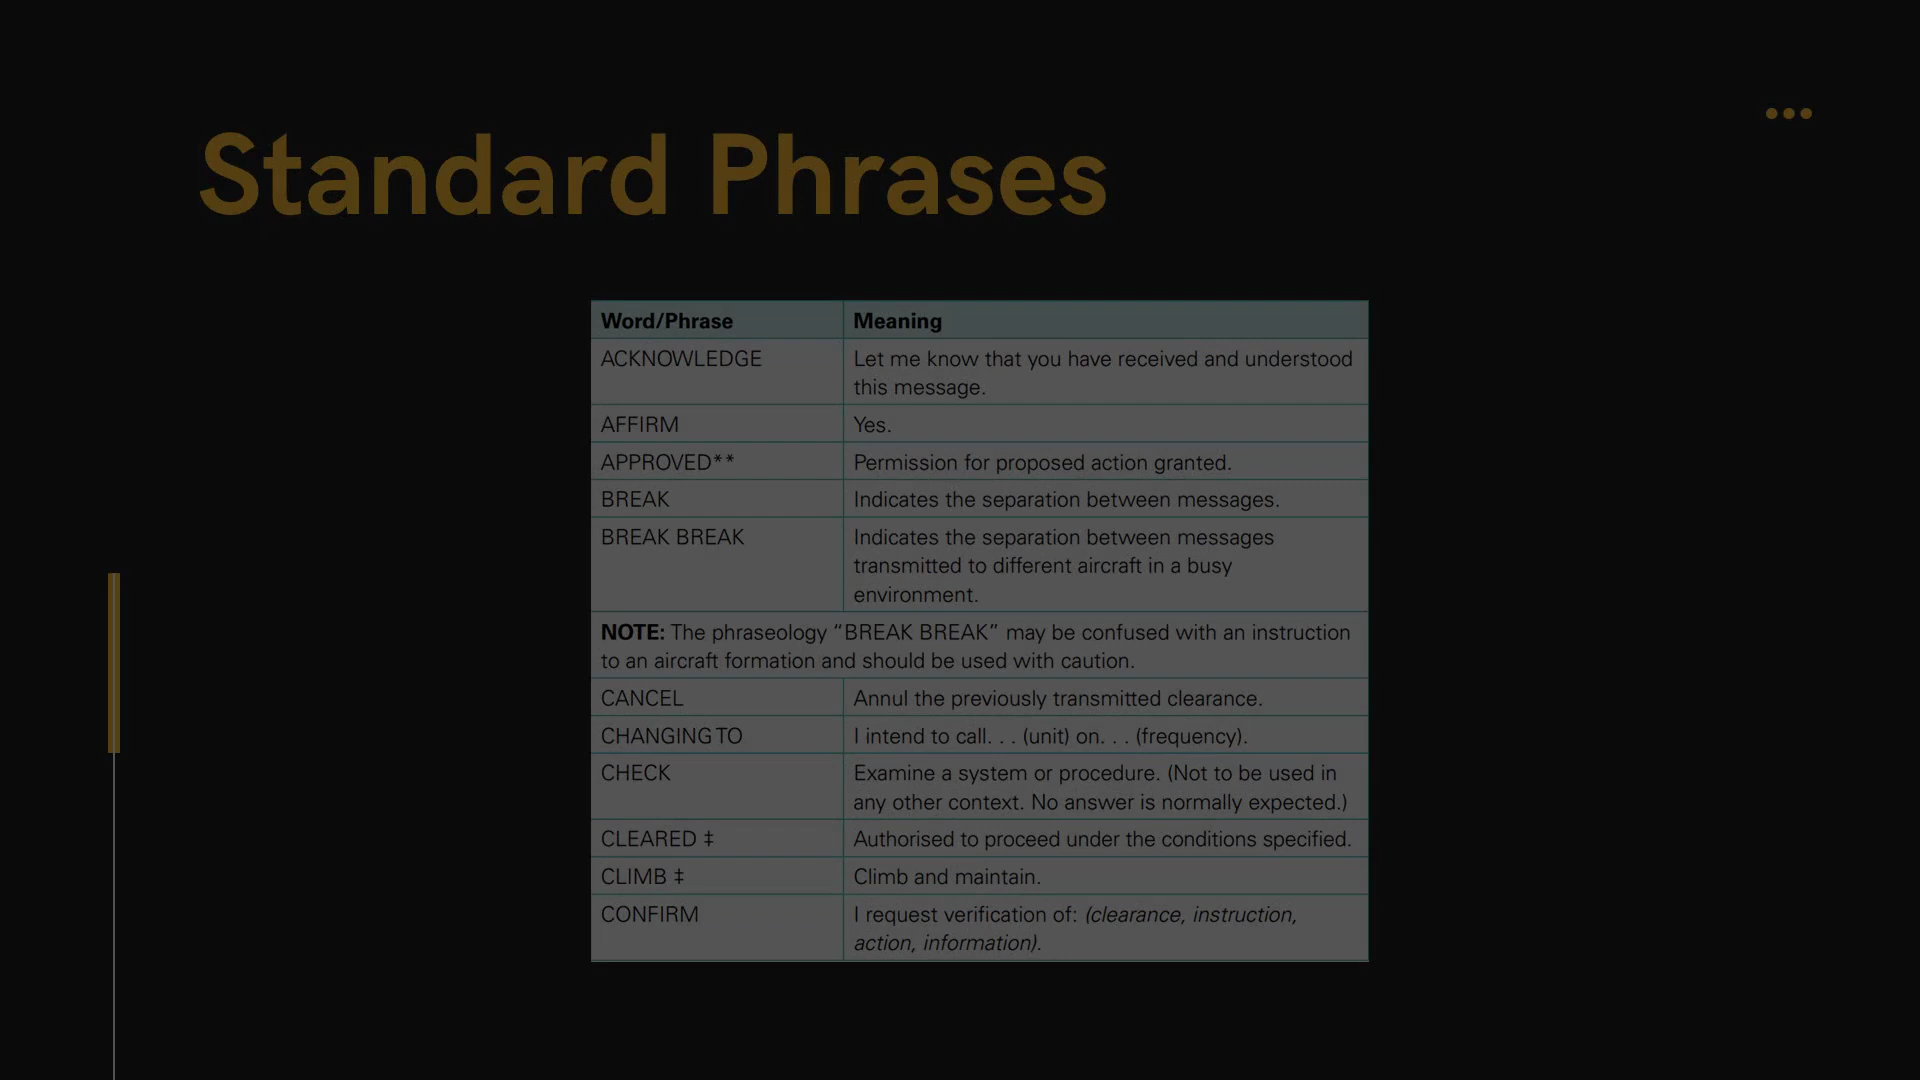 Standard Phrases
Word/Phrase Meaning
ACKNOWLEDGE Let me know that you have received and understood
this message.
AFFIRM Yes.
APPROVED** Permission for proposed action granted.
BREAK Indicates the separation between messages.
BREAK BREAK Indicates the separation between messages
transmitted to different aircraft in a busy
environment.
NOTE: The phraseology “BREAK BREAK” may be confused with an instruction
to an aircraft formation and should be used with caution.
CANCEL Annul the previously transmitted clearance.
CHANGING TO I intend to call. . . (unit) on. . . (frequency).
CHECK Examine a system or procedure. (Not to be used in
any other context. No answer is normally expected.)
CLEARED ‡ Authorised to proceed under the conditions specified.
CLIMB ‡ Climb and maintain.
CONFIRM I request verification of: (clearance, instruction,
action, information).